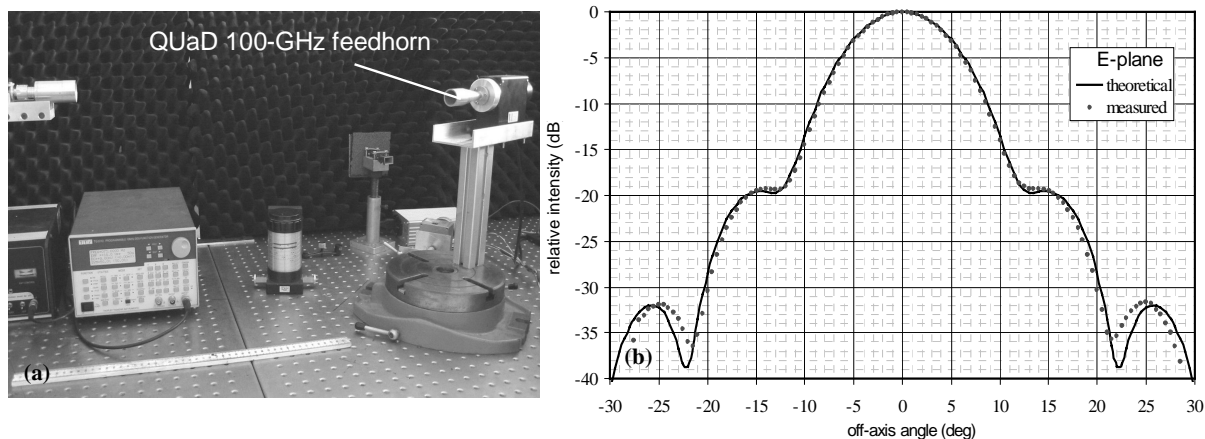 QUaD 100-GHz feedhorn
(a)
relative intensity (dB)
0
-5
-10
-15
-20
-25
-30
-35
-40
E-plane
theoretical
measured
(b)
-30 -25 -20 -15 -10 -5 0 5 10 15 20 25 30
off-axis angle (deg)